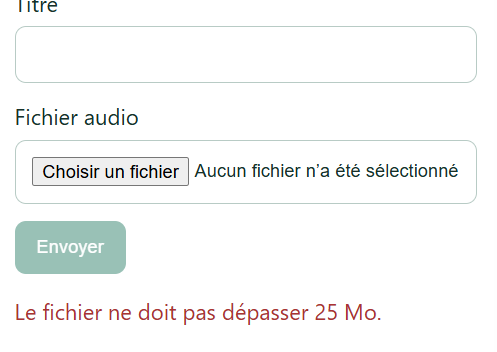 Titre
Fichier audio
Choisir un fichier Aucun fichier n’a été sélectionné
Envoyer
Le fichier ne doit pas dépasser 25 Mo.